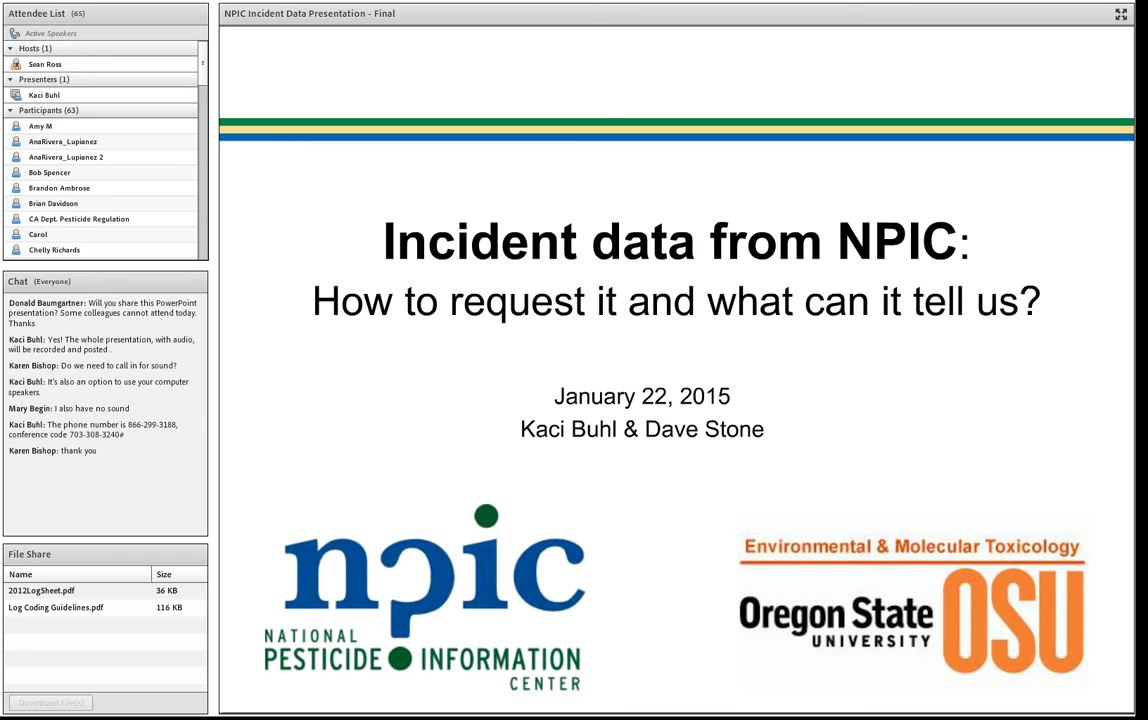 Attendee List (65)
Active Speakers
Hosts (1)
Sean Ross
Presenters (1)
Kaci Buhl
Participants (63)
Amy M
AnaRivera_Lupianez
AnaRivera_Lupianez 2
Bob Spencer
Brandon Ambrose
Brian Davidson
CA Dept. Pesticide Regulation
Carol
Chelly Richards
Chat (Everyone)
Donald Baumgartner: Will you share this PowerPoint
presentation? Some colleagues cannot attend today.
Thanks
Kaci Buhl: Yes! The whole presentation, with audio,
will be recorded and posted .
Karen Bishop: Do we need to call in for sound?
Kaci Buhl: It's also an option to use your computer
speakers.
Mary Begin: I also have no sound
Kaci Buhl: The phone number is 866-299-3188,
conference code 703-308-3240#
Karen Bishop: thank you
File Share
Name Size
2012LogSheet.pdf 36 KB
Log Coding Guidelines.pdf 116 KB
Download File(s)
NPIC Incident Data Presentation - Final
Incident data from NPIC:
How to request it and what can it tell us?
January 22, 2015
Kaci Buhl & Dave Stone
npic
NATIONAL
PESTICIDE INFORMATION
CENTER
Environmental & Molecular Toxicology
Oregon State
UNIVERSITY
OSU